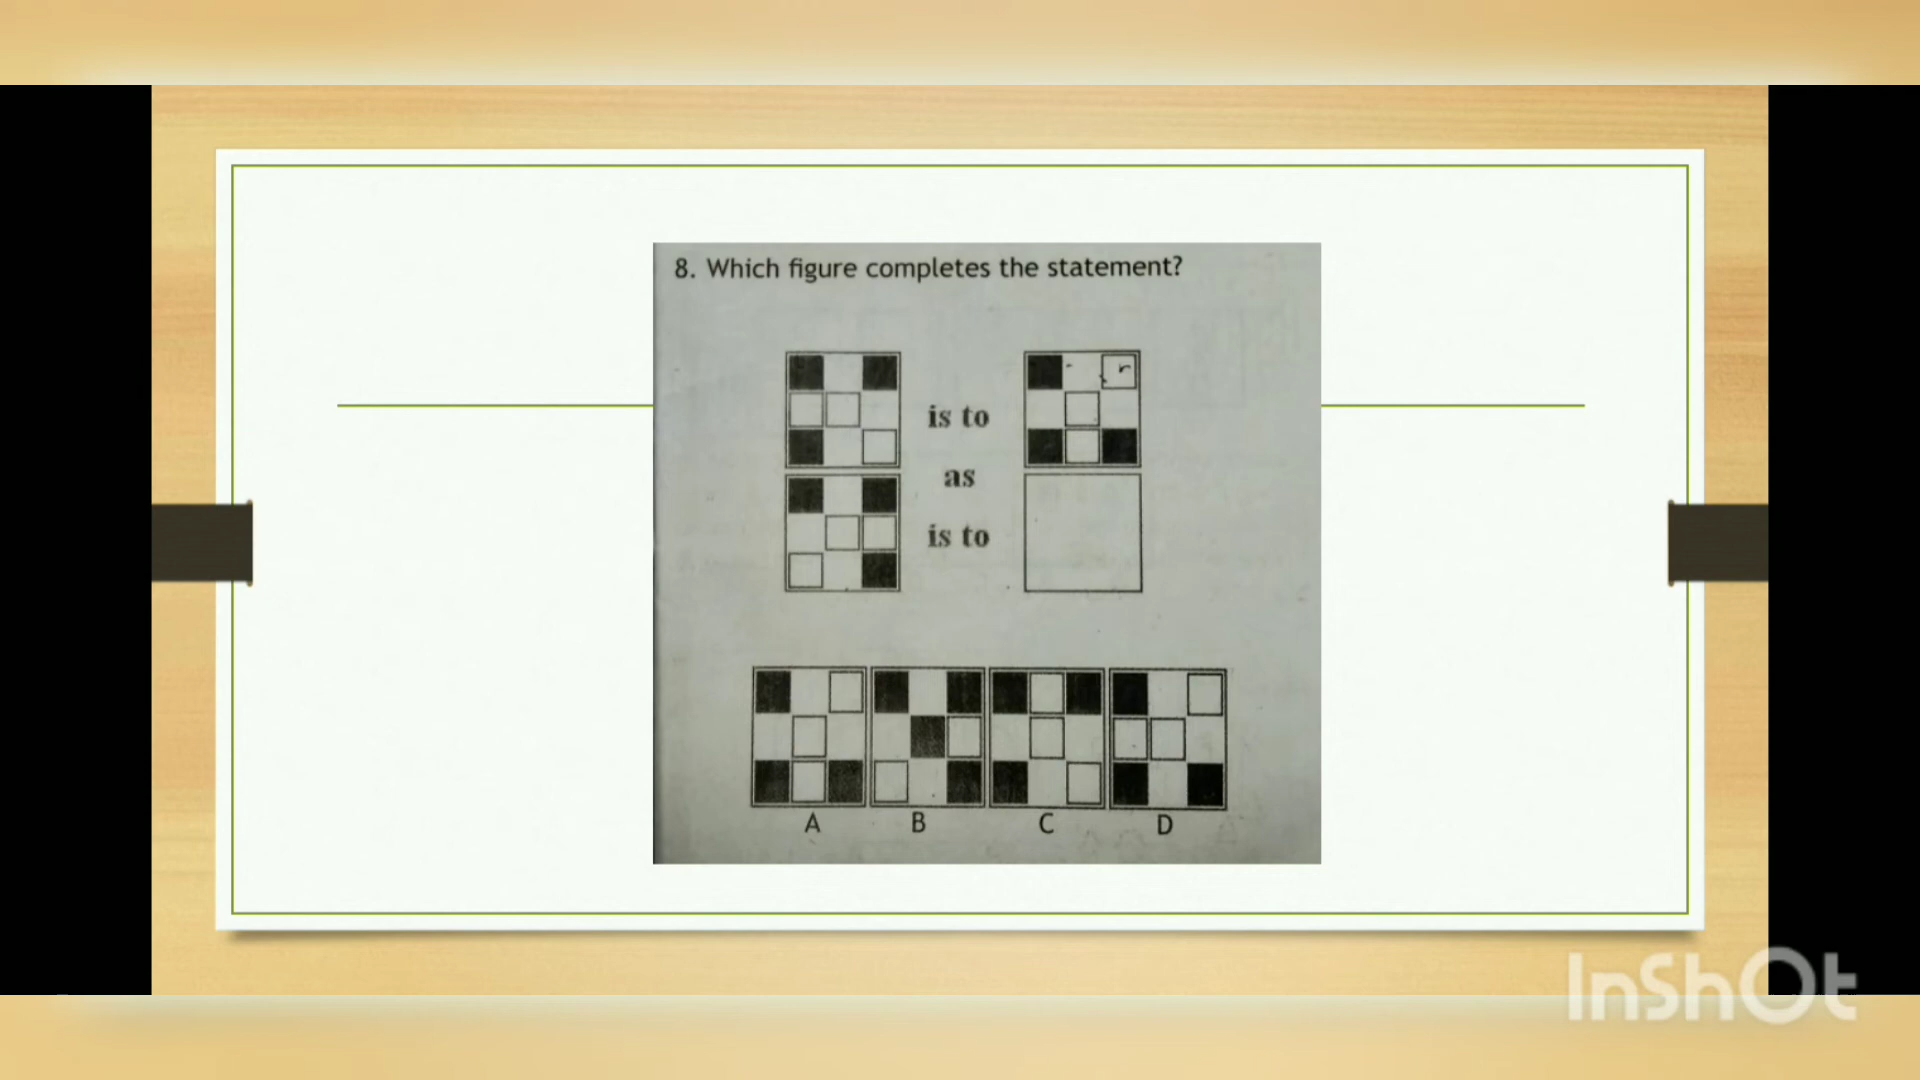 8. Which figure completes the statement?
is to
as
is to
A B C D
InShOt